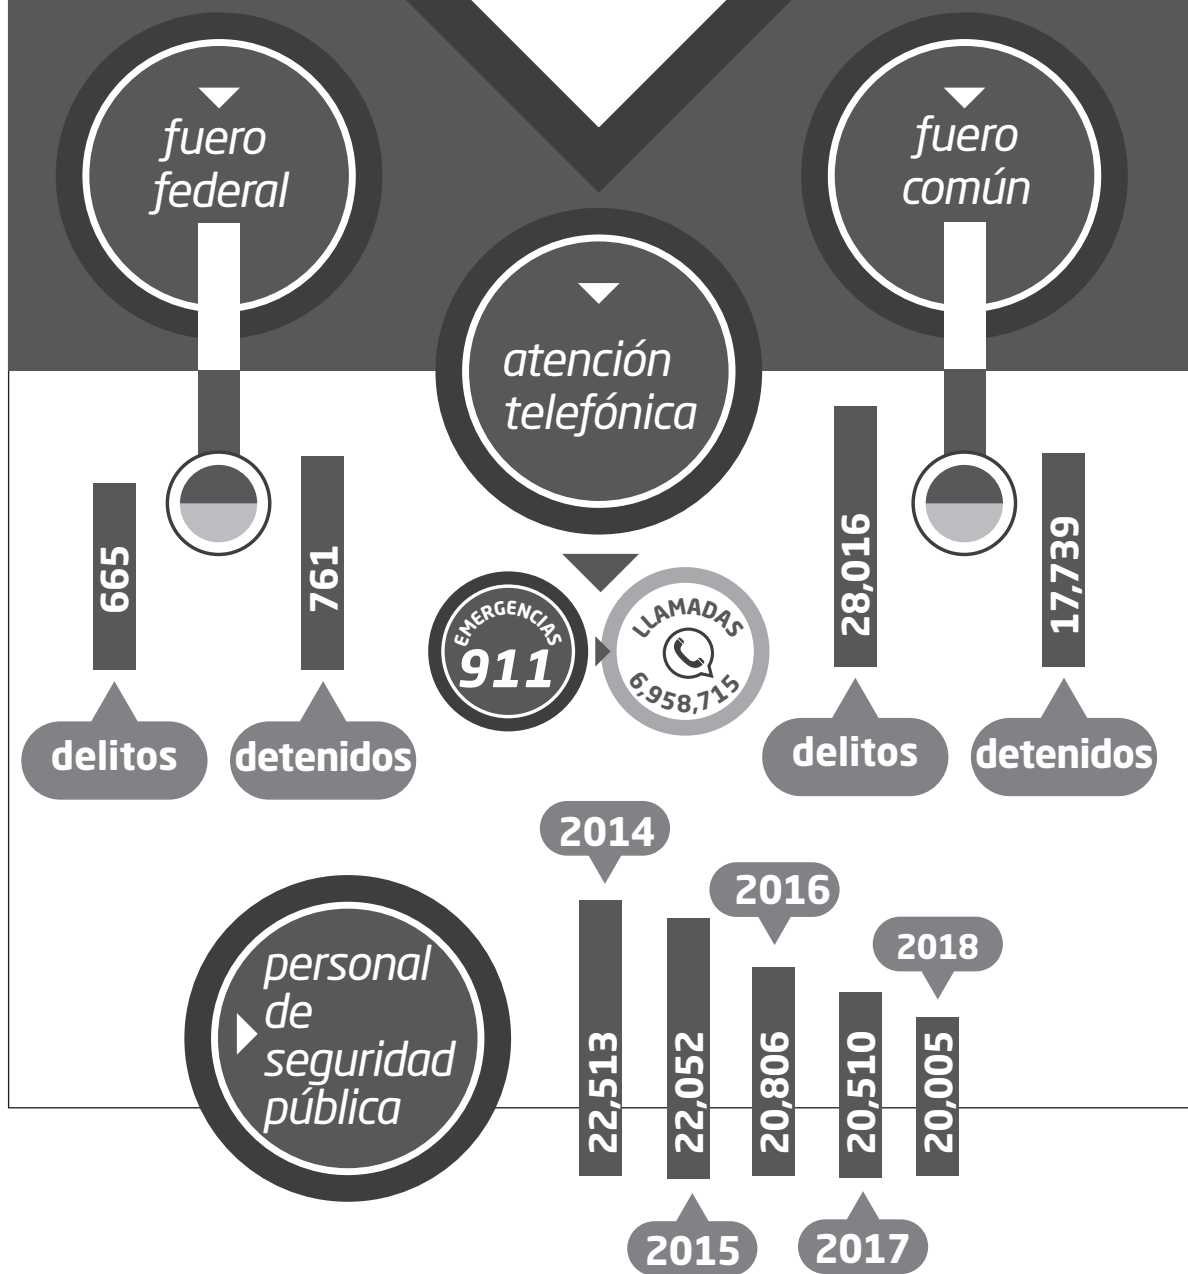 fuero
federal
665
delitos
761
detenidos
atención
telefónica
EMERGENCIAS
911
LLAMADAS
6,958,715
fuero
común
28,016
delitos
17,739
detenidos
personal
de
seguridad
pública
2014
22,513
22,052
2015
2016
20,806
20,510
2017
2018
20,005